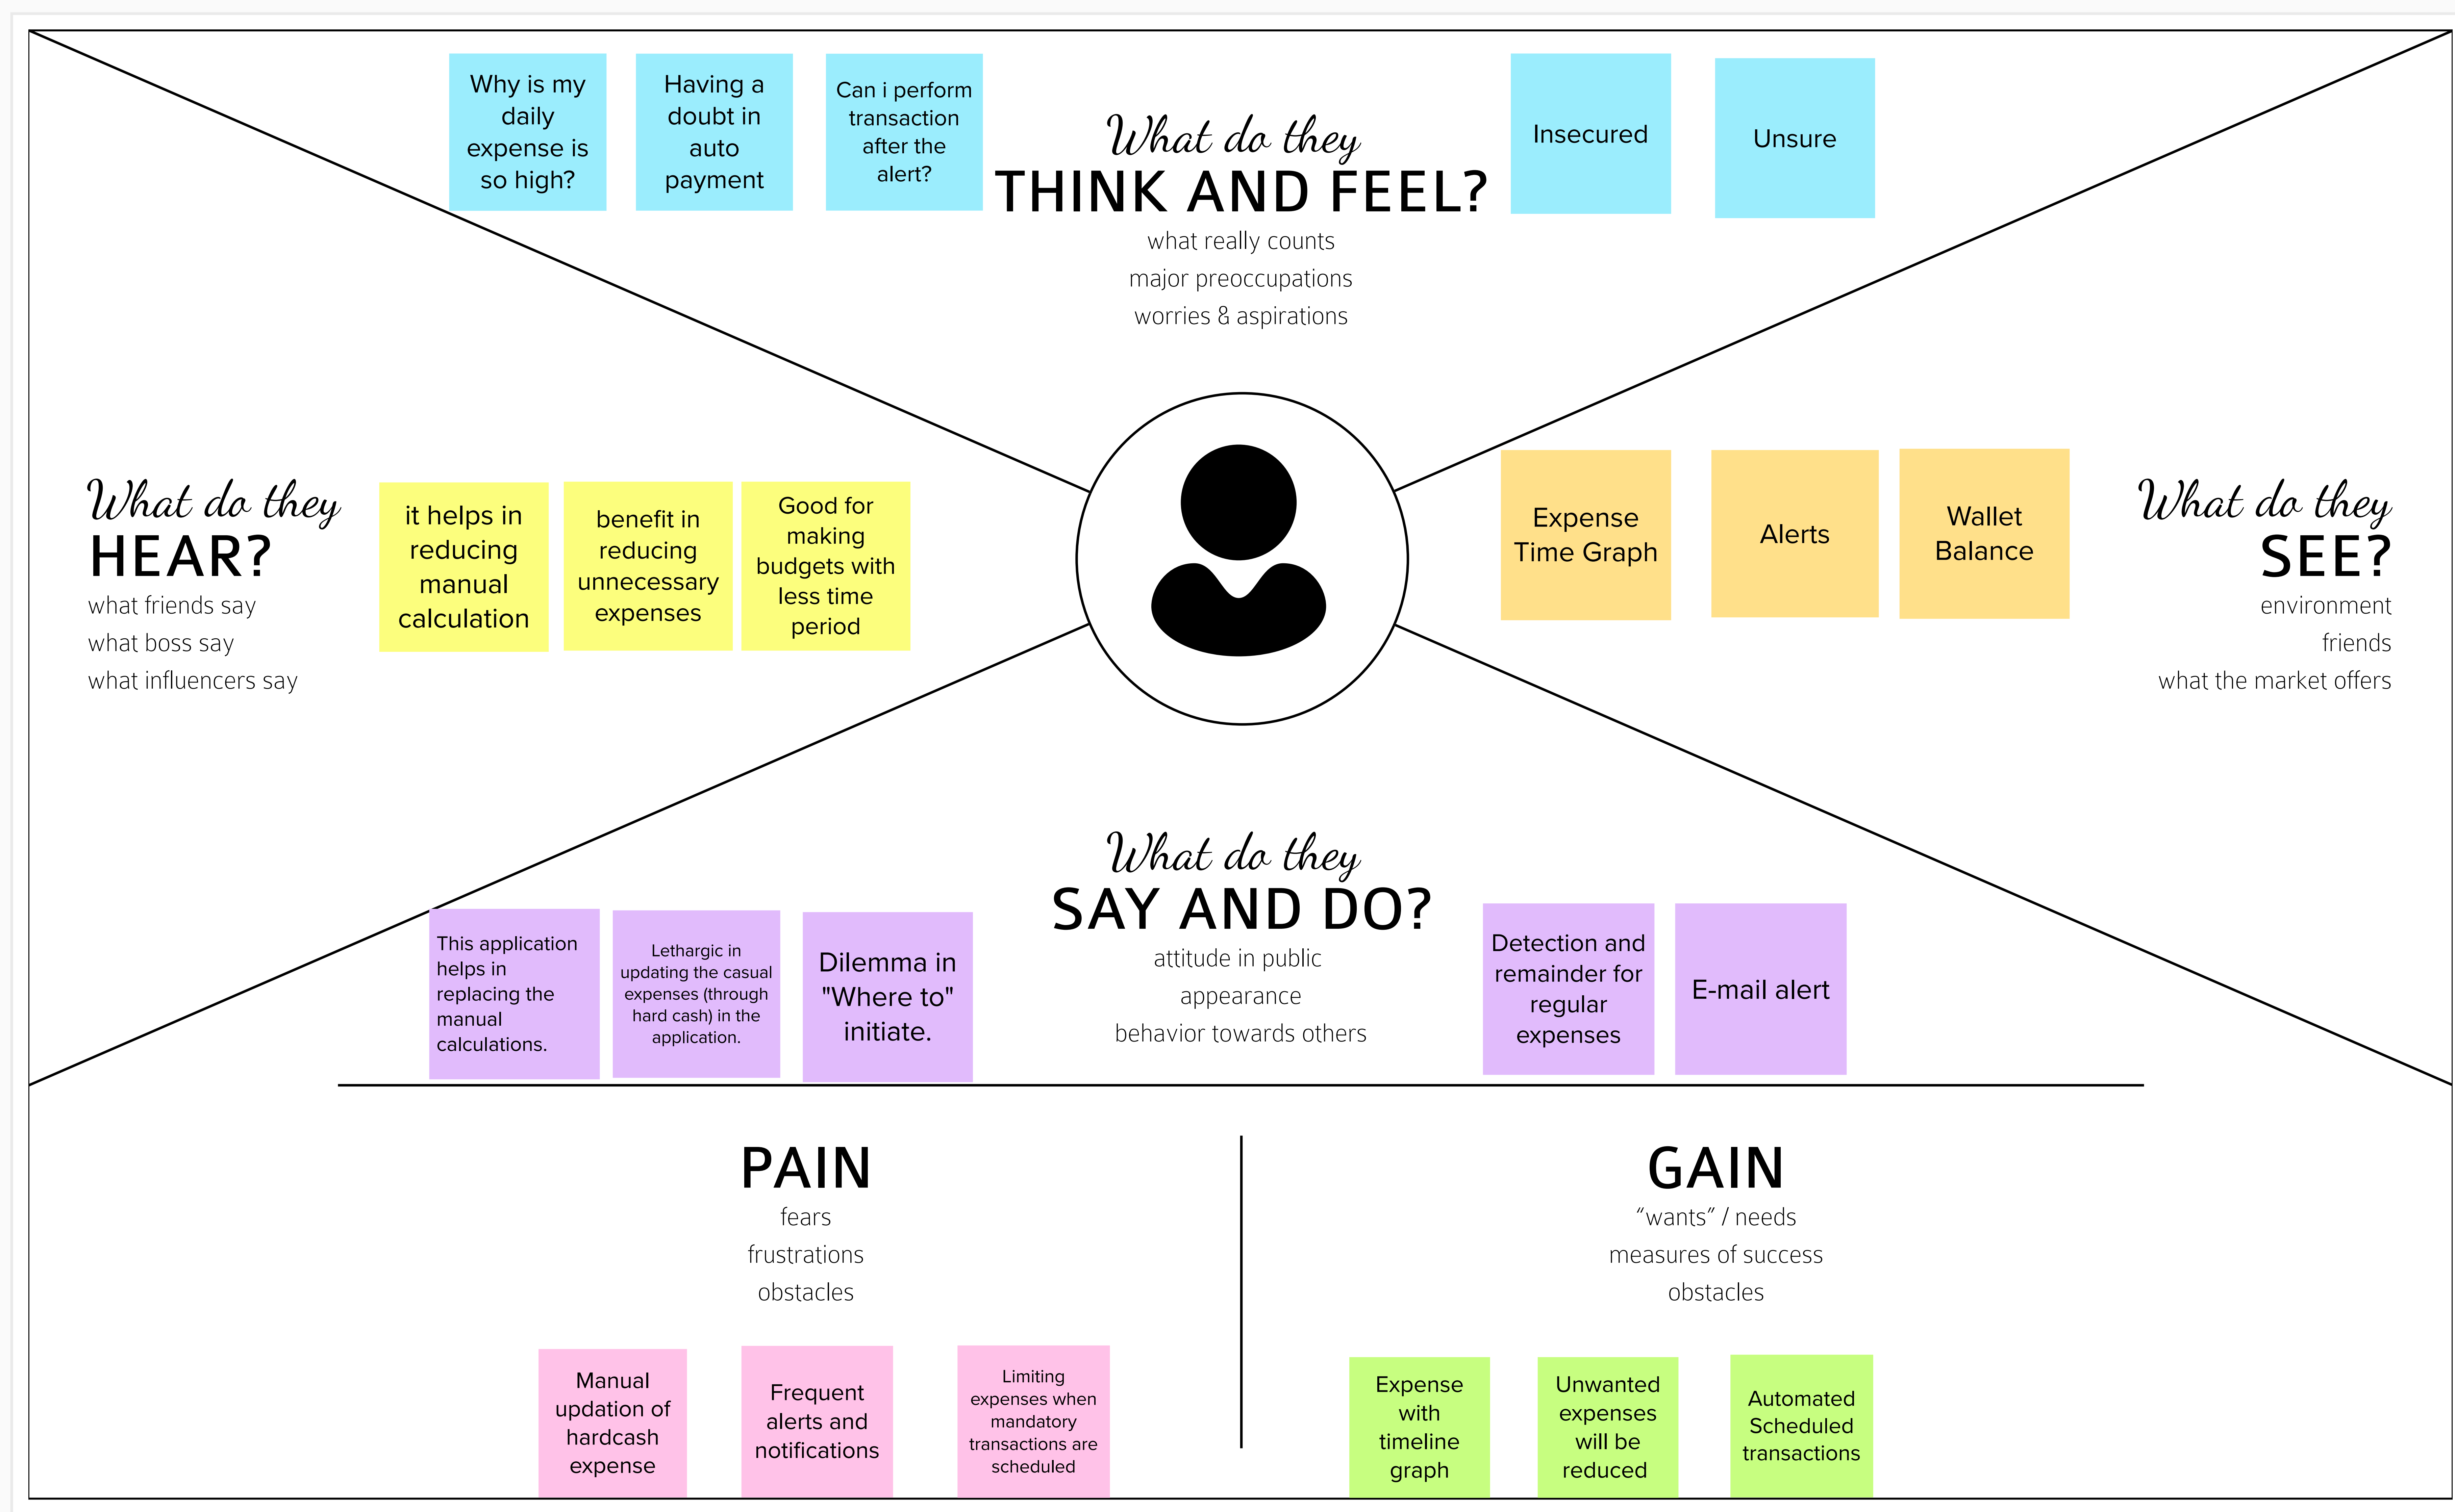 Why is my
daily
expense is
so high?
Having a
doubt in
auto
payment
Can i perform
transaction
after the
alert?
What do they
THINK AND FEEL?
what really counts
major preoccupations
worries & aspirations
Insecured
Unsure
What do they
HEAR?
what friends say
what boss say
what influencers say
it helps in
reducing
manual
calculation
benefit in
reducing
unnecessary
expenses
Good for
making
budgets with
less time
period
Expense
Time Graph
Alerts
Wallet
Balance
What do they
SEE?
environment
friends
what the market offers
What do they
SAY AND DO?
attitude in public
appearance
behavior towards others
This application
helps in
replacing the
manual
calculations.
Lethargic in
updating the casual
expenses (through
hard cash) in the
application.
Dilemma in
"Where to"
initiate.
Detection and
remainder for
regular
expenses
E-mail alert
PAIN
fears
frustrations
obstacles
Manual
updation of
hardcash
expense
Frequent
alerts and
notifications
Limiting
expenses when
mandatory
transactions are
scheduled
GAIN
“wants” / needs
measures of success
obstacles
Expense
with
timeline
graph
Unwanted
expenses
will be
reduced
Automated
Scheduled
transactions